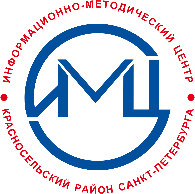 ИНФОРМАЦИОННО-МЕТОДИЧЕСКИЙ ЦЕНТР
ИМЦ
КРАСНОСЕЛЬСКИЙ РАЙОН САНКТ-ПЕТЕРБУРГА